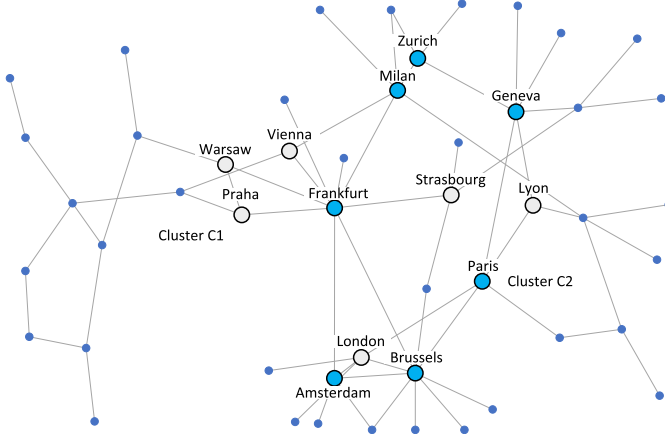 Zurich
Milan
Geneva
Vienna
Warsaw
Strasbourg
Lyon
Praha
Frankfurt
Cluster C1
Paris
Cluster C2
London
Brussels
Amsterdam